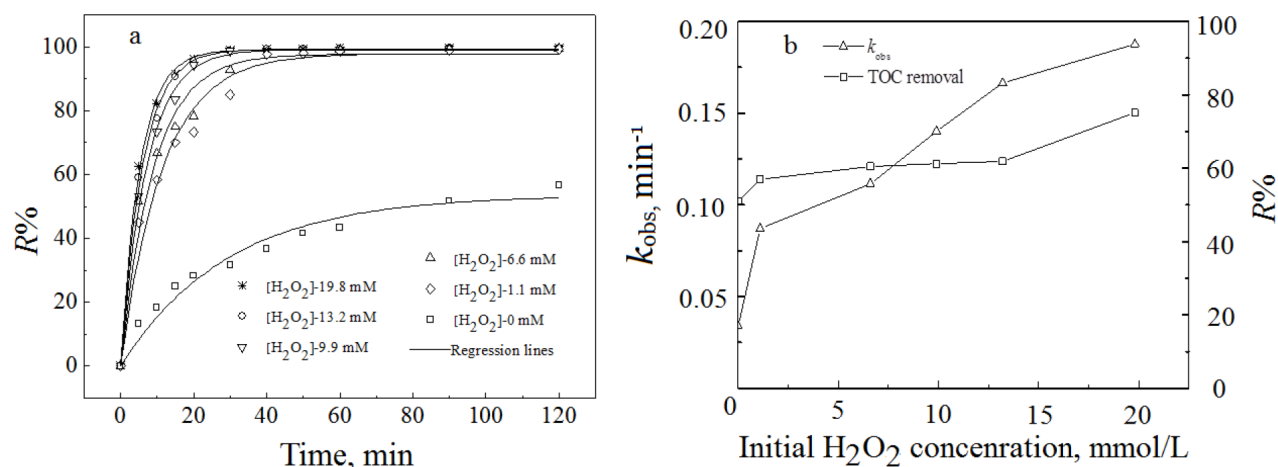 a
R%
100
80
60
40
20
0
[H2O2]-19.8 mM
[H2O2]-13.2 mM
[H2O2]-9.9 mM
[H2O2]-6.6 mM
[H2O2]-1.1 mM
[H2O2]-0 mM
Regression lines
0 20 40 60 80 100 120
Time, min
b
kobs
TOC removal
kobs, min-1
0.20
0.15
0.10
0.05
R%
100
80
60
40
20
0
0 5 10 15 20
Initial H2O2 concenration, mmol/L